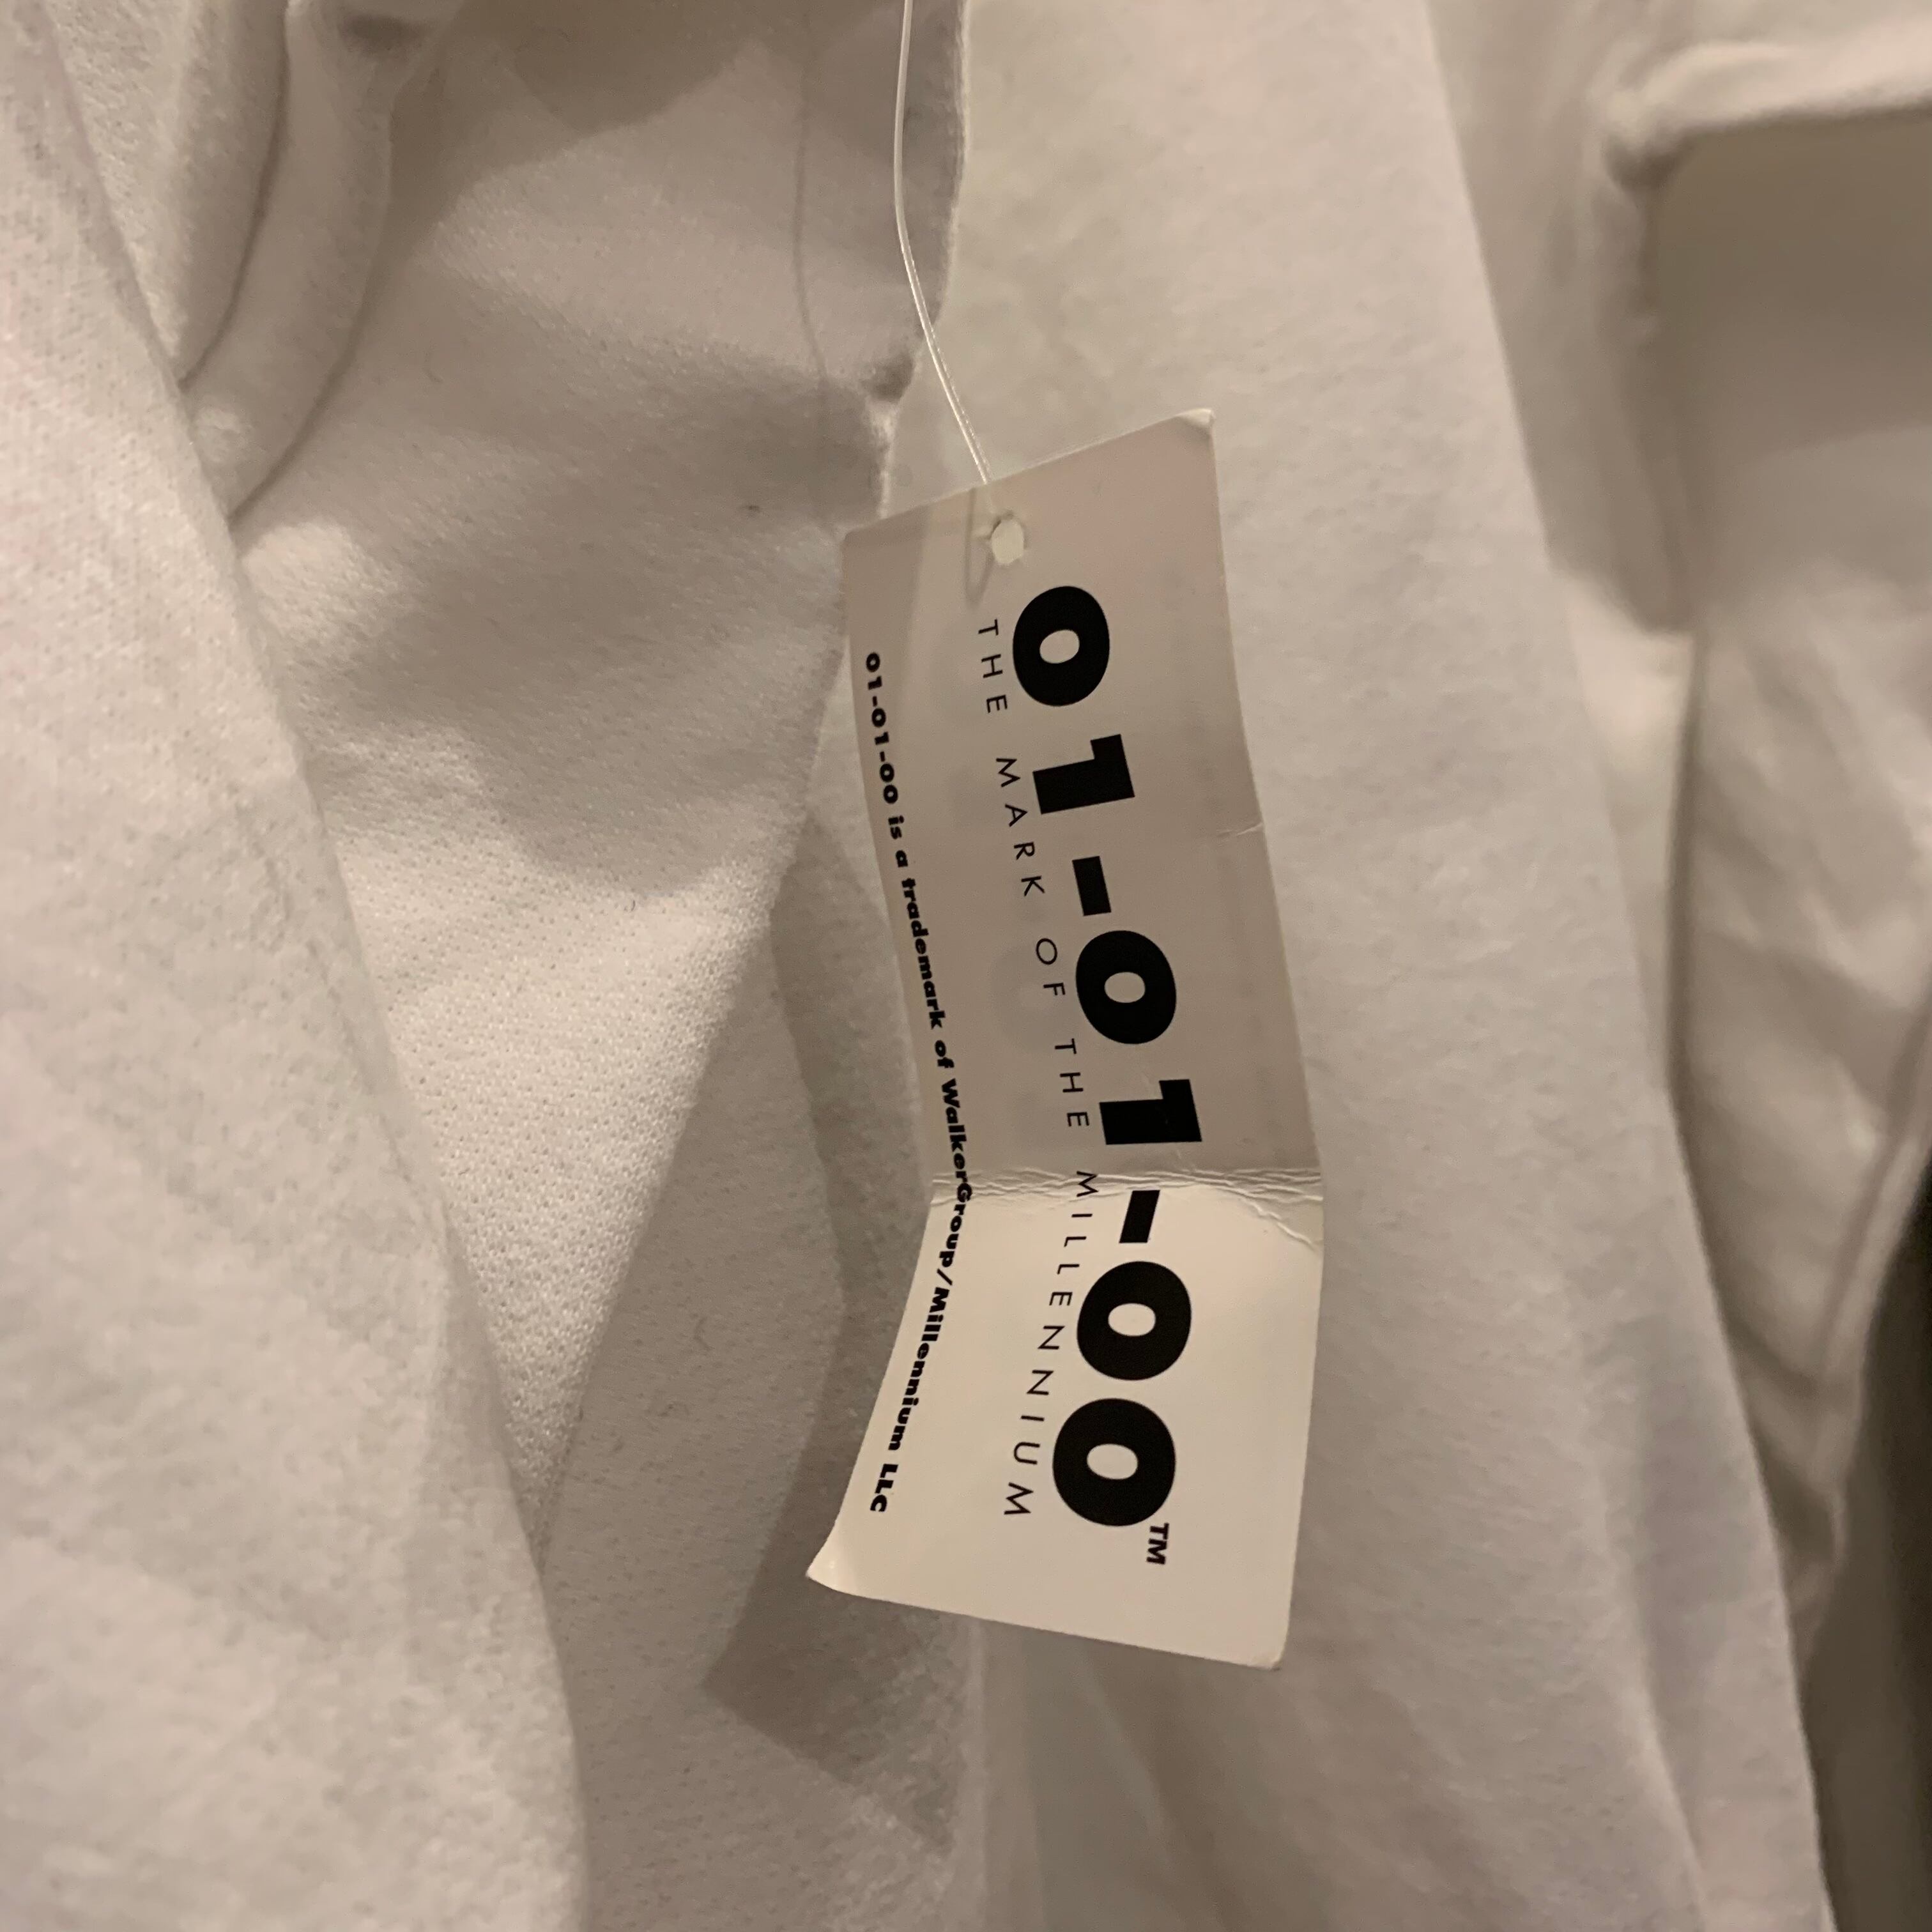 01-01-00™
THE MARK OF THE MILLENNIUM
01-01-00 is a trademark of WalkerGroup/Millennium LLC